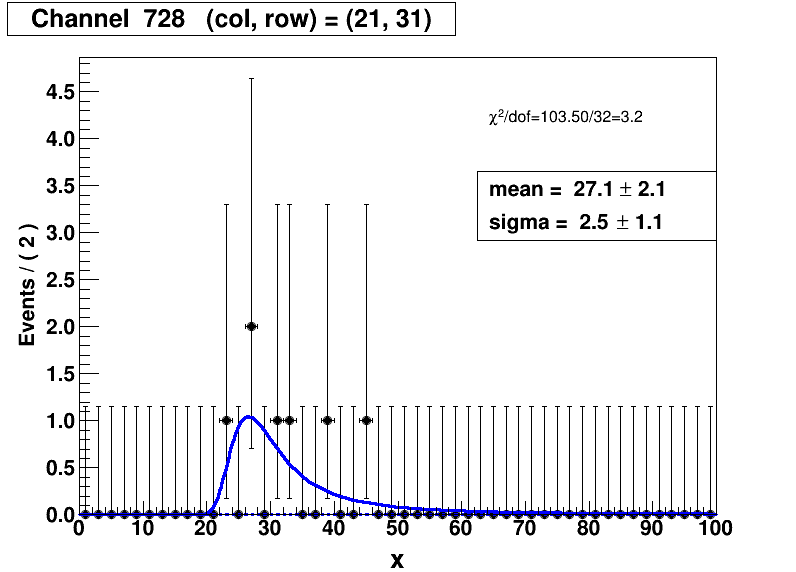 Channel 728 (col, row) = (21, 31)
χ²/dof=103.50/32=3.2
mean = 27.1 ± 2.1
sigma = 2.5 ± 1.1
Events / ( 2 )
4.5
4.0
3.5
3.0
2.5
2.0
1.5
1.0
0.5
0.0
0 10 20 30 40 50 60 70 80 90 100
x